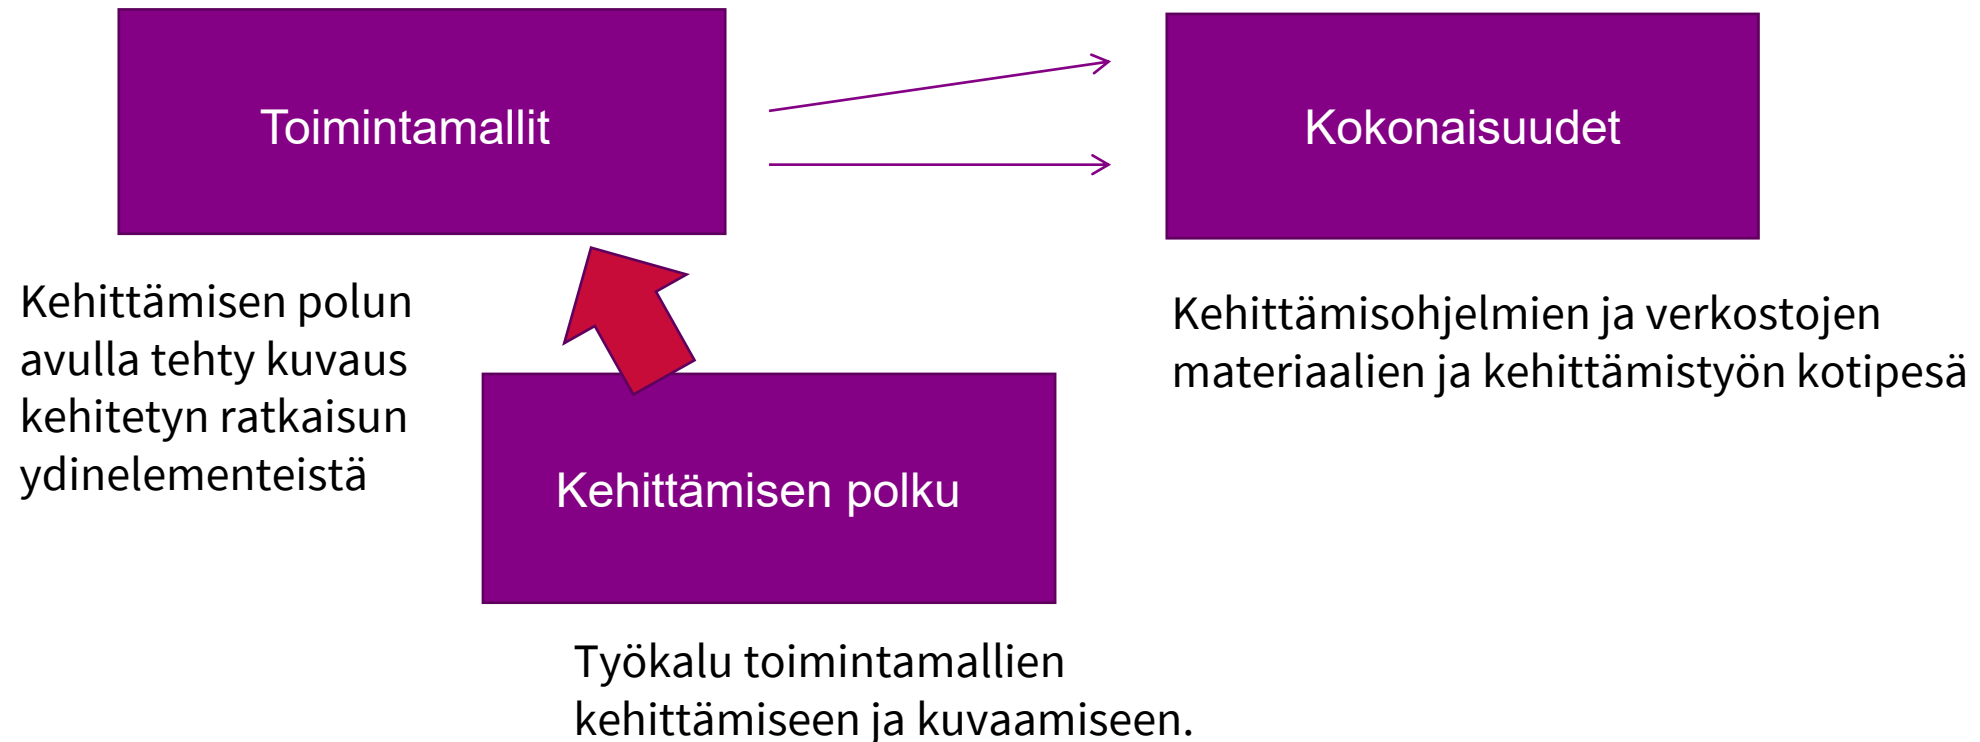 Toimintamallit
Kokonaisuudet
Kehittämisen polun
avulla tehty kuvaus
kehitetyn ratkaisun
ydinelementeistä
Kehittämisohjelmien ja verkostojen
materiaalien ja kehittämistyön kotipesä
Kehittämisen polku
Työkalu toimintamallien
kehittämiseen ja kuvaamiseen.